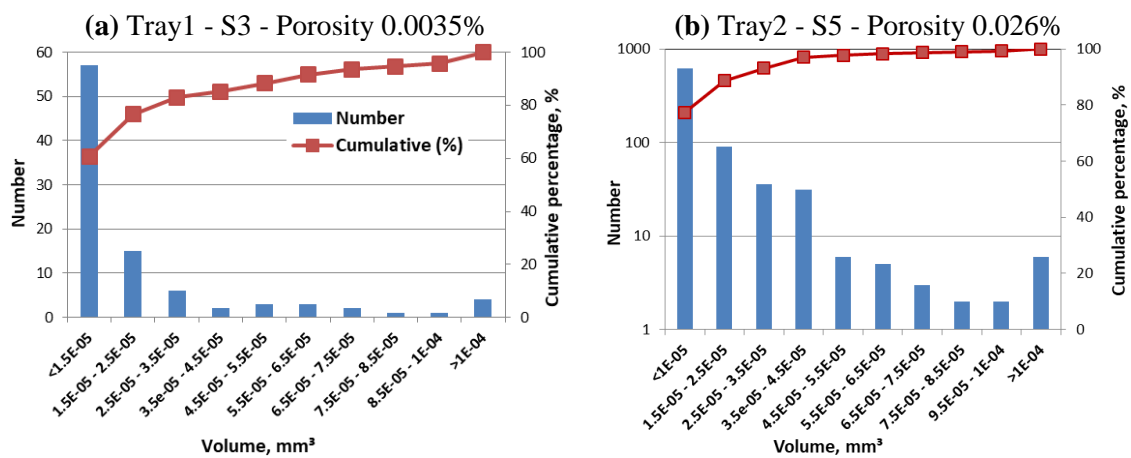 (a) Tray1 - S3 - Porosity 0.0035%
60
50
40
30
20
10
0
Number
100
80
60
40
20
0
Cumulative percentage, %
Number
Cumulative (%)
<1.5E-05
1.5E-05 - 2.5E-05
2.5E-05 - 3.5E-05
3.5e-05 - 4.5E-05
4.5E-05 - 5.5E-05
5.5E-05 - 6.5E-05
6.5E-05 - 7.5E-05
7.5E-05 - 8.5E-05
8.5E-05 - 1E-04
>1E-04
Volume, mm³
(b) Tray2 - S5 - Porosity 0.026%
1000
100
10
1
Number
100
80
60
40
20
0
Cumulative percentage, %
<1E-05
1.5E-05 - 2.5E-05
2.5E-05 - 3.5E-05
3.5e-05 - 4.5E-05
4.5E-05 - 5.5E-05
5.5E-05 - 6.5E-05
6.5E-05 - 7.5E-05
7.5E-05 - 8.5E-05
9.5E-05 - 1E-04
>1E-04
Volume, mm³